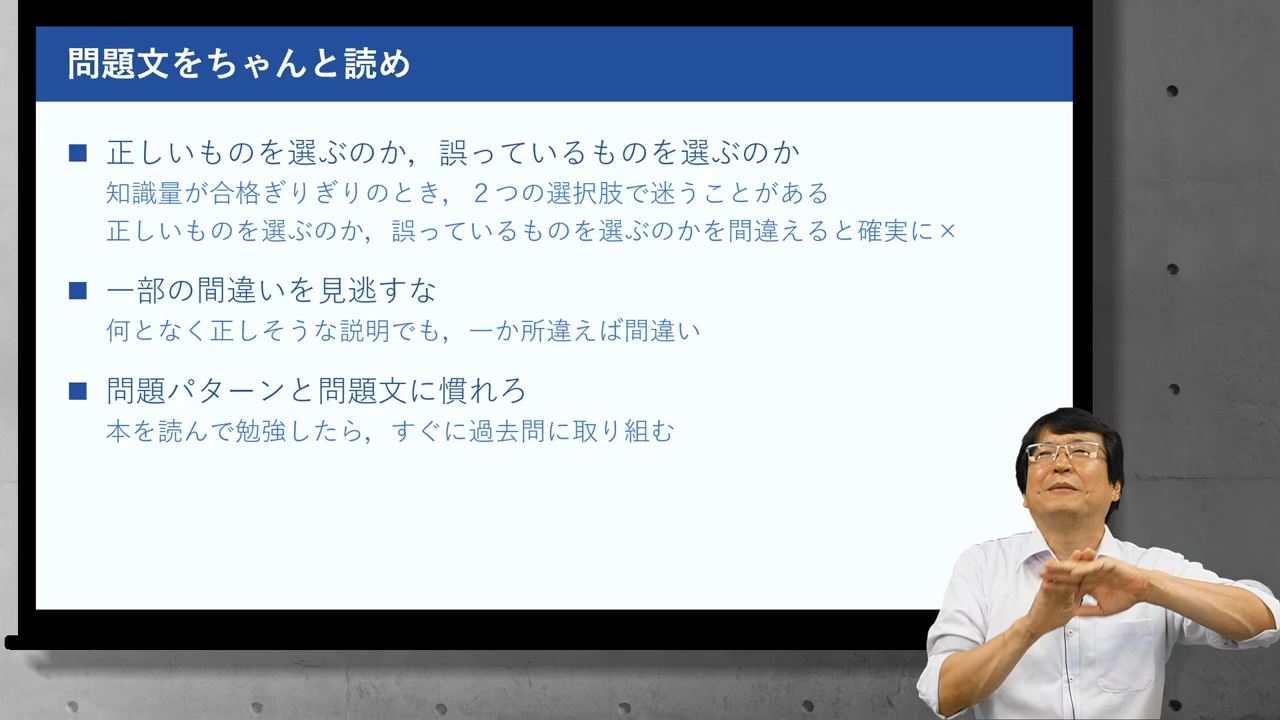 問題文をちゃんと読め
■ 正しいものを選ぶのか，誤っているものを選ぶのか
知識量が合格ぎりぎりのとき，２つの選択肢で迷うことがある
正しいものを選ぶのか，誤っているものを選ぶのかを間違えると確実に×
■ 一部の間違いを見逃すな
何となく正しそうな説明でも，一か所違えば間違い
■ 問題パターンと問題文に慣れろ
本を読んで勉強したら，すぐに過去問に取り組む